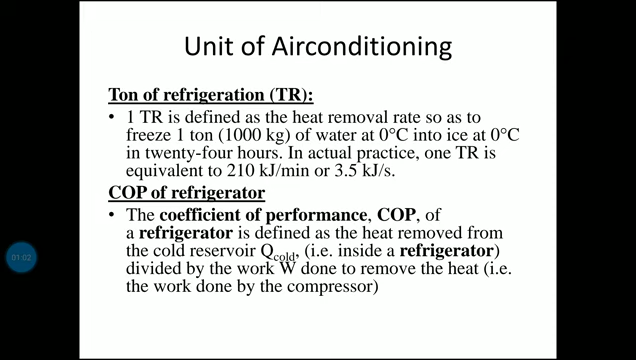 Unit of Airconditioning
Ton of refrigeration (TR):
• 1 TR is defined as the heat removal rate so as to
freeze 1 ton (1000 kg) of water at 0°C into ice at 0°C
in twenty-four hours. In actual practice, one TR is
equivalent to 210 kJ/min or 3.5 kJ/s.
COP of refrigerator
• The coefficient of performance, COP, of
a refrigerator is defined as the heat removed from
the cold reservoir Qcold, (i.e. inside a refrigerator)
divided by the work W done to remove the heat (i.e.
the work done by the compressor)
01:02